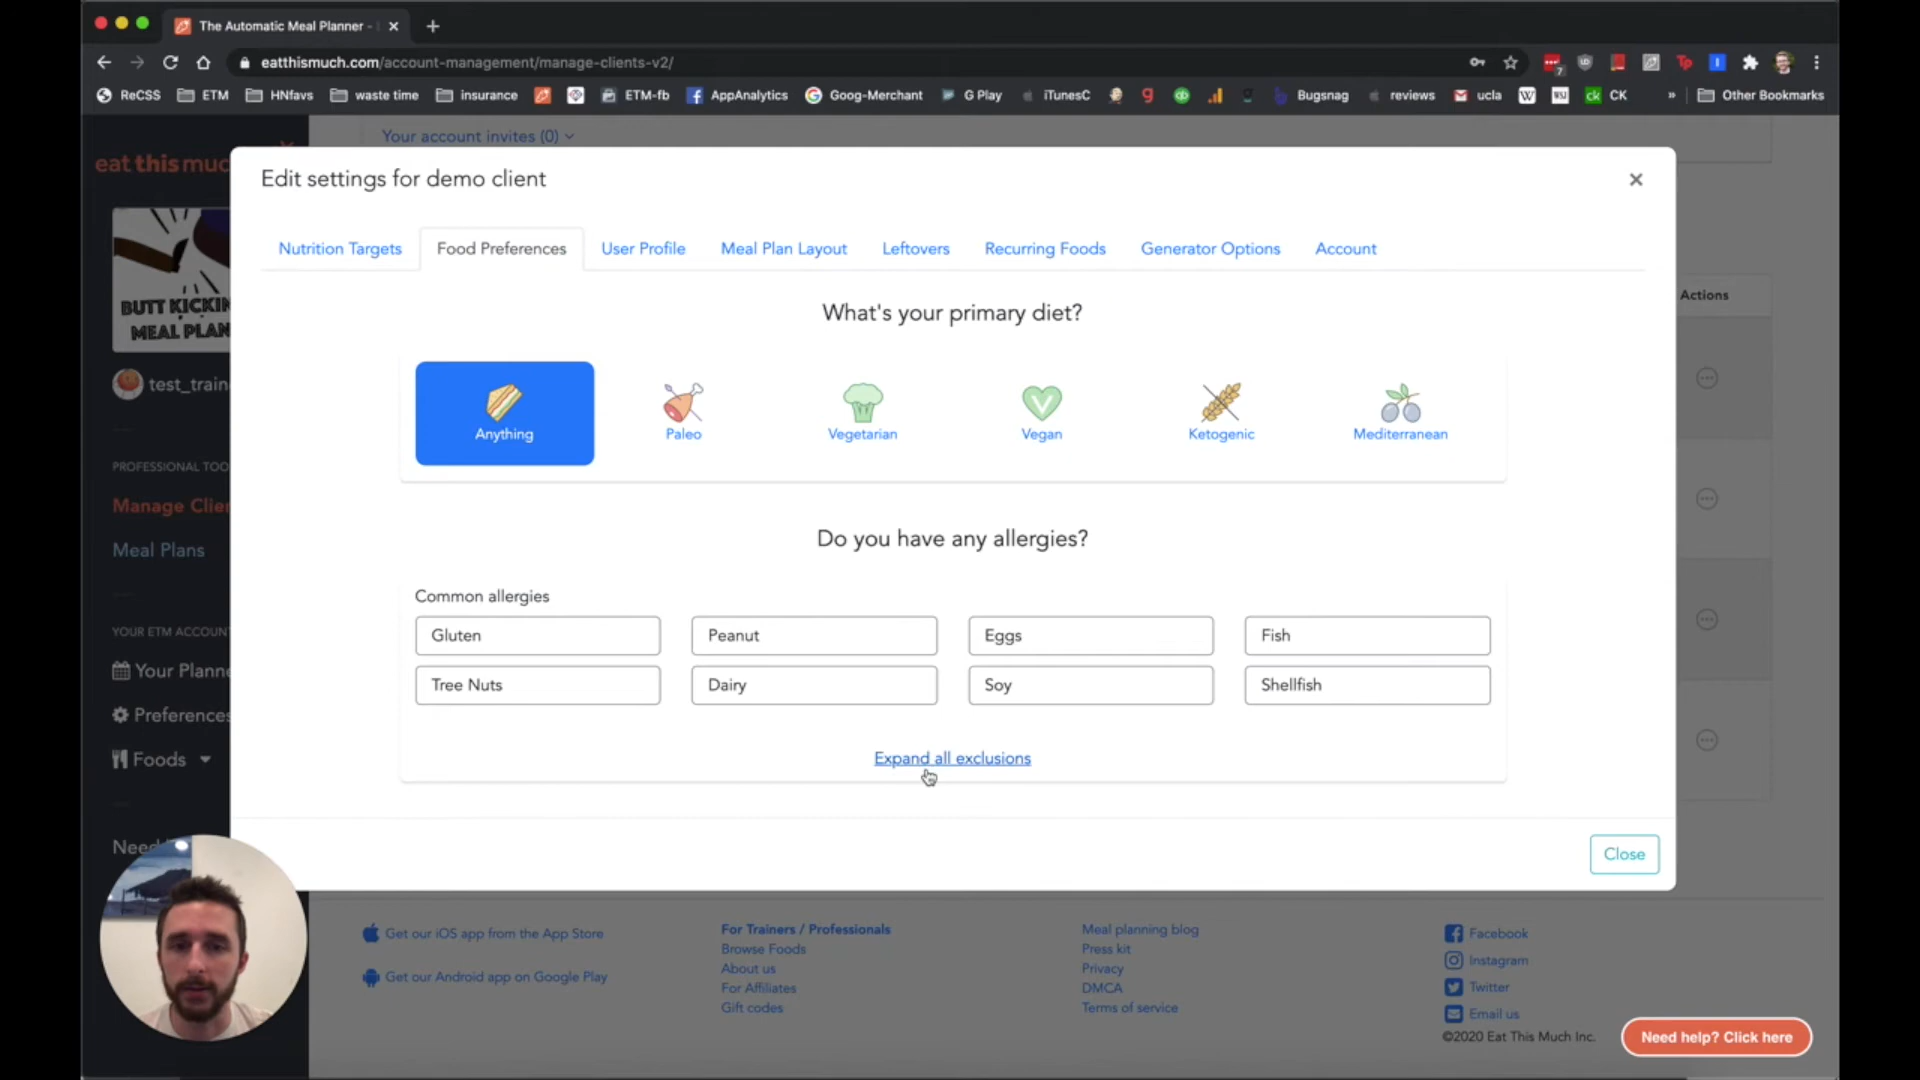 The Automatic Meal Planner -
eatthismuch.com/account-management/manage-clients-v2/
7
Tp
ReCSS
ETM
HNfavs
waste time
insurance
ETM-fb
AppAnalytics
Goog-Merchant
G Play
iTunesC
Bugsnag
reviews
ucla
W
WSJ
ck
CK
»
Other Bookmarks
Your account invites (0)
eat this muc
Edit settings for demo client
Nutrition Targets
Food Preferences
User Profile
Meal Plan Layout
Leftovers
Recurring Foods
Generator Options
Account
Actions
BUTT KICKIN
MEAL PLAN
test_train
PROFESSIONAL TOO
Manage Clie
Meal Plans
YOUR ETM ACCOUN
Your Planne
Preferences
Foods
Need
What's your primary diet?
Anything
Paleo
Vegetarian
Vegan
Ketogenic
Mediterranean
Do you have any allergies?
Common allergies
Gluten
Peanut
Eggs
Fish
Tree Nuts
Dairy
Soy
Shellfish
Expand all exclusions
Close
Get our iOS app from the App Store
Get our Android app on Google Play
For Trainers / Professionals
Browse Foods
About us
For Affiliates
Gift codes
Meal planning blog
Press kit
Privacy
DMCA
Terms of service
Facebook
Instagram
Twitter
Email us
©2020 Eat This Much Inc.
Need help? Click here